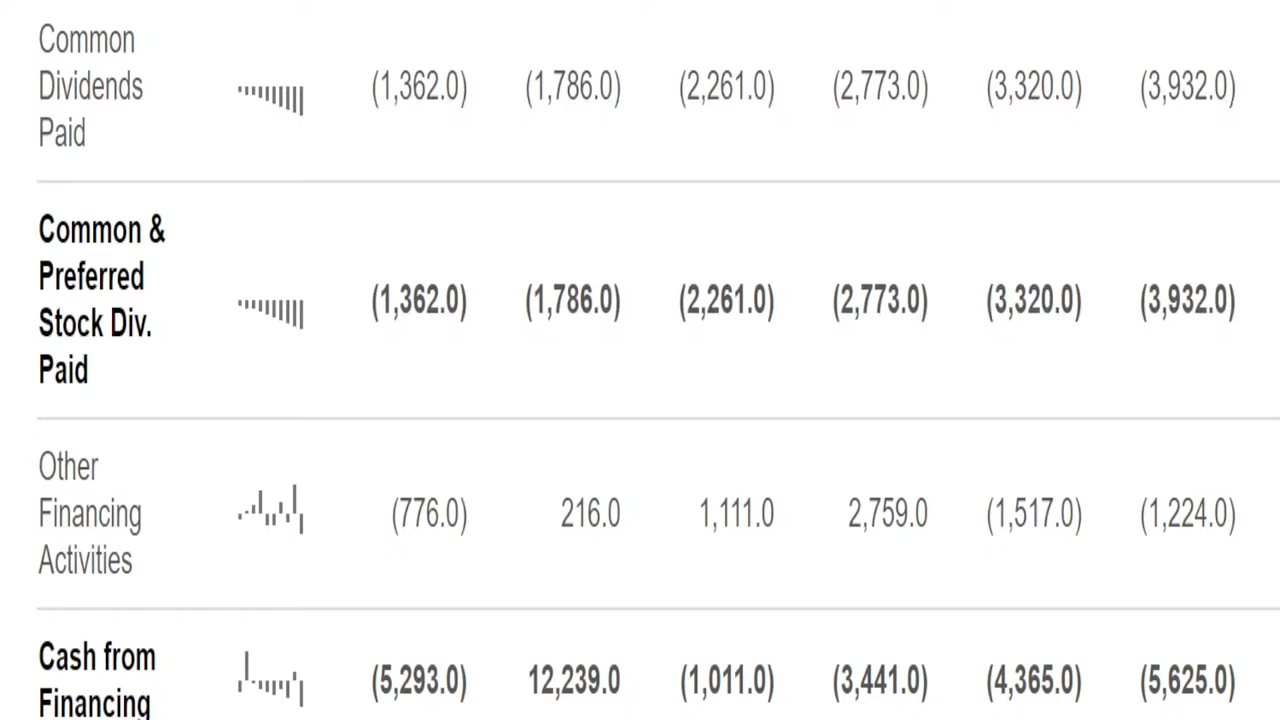 Common
Dividends
Paid
(1,362.0) (1,786.0) (2,261.0) (2,773.0) (3,320.0) (3,932.0)
Common &
Preferred
Stock Div.
Paid
(1,362.0) (1,786.0) (2,261.0) (2,773.0) (3,320.0) (3,932.0)
Other
Financing
Activities
(776.0) 216.0 1,111.0 2,759.0 (1,517.0) (1,224.0)
Cash from
Financing
(5,293.0) 12,239.0 (1,011.0) (3,441.0) (4,365.0) (5,625.0)